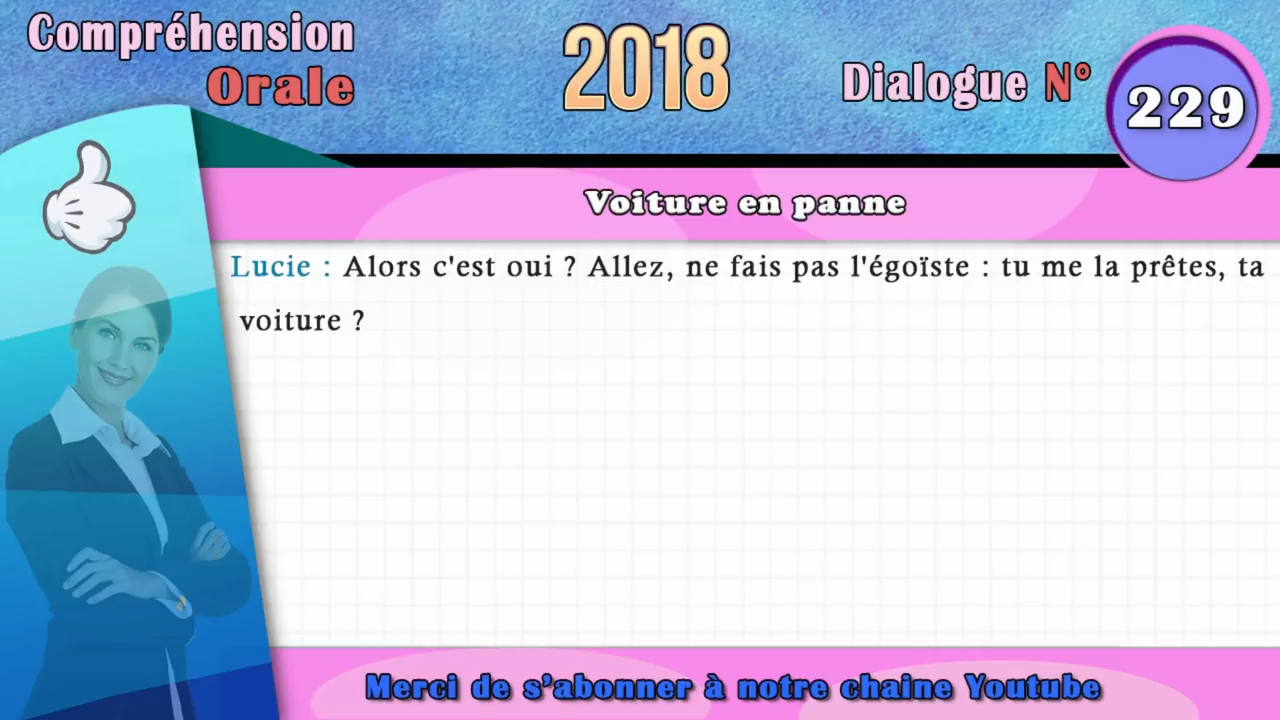 Compréhension
Orale
2018
Dialogue N°
229
Voiture en panne
Lucie : Alors c'est oui ? Allez, ne fais pas l'égoïste : tu me la prêtes, ta
voiture ?
Merci de s'abonner à notre chaine Youtube